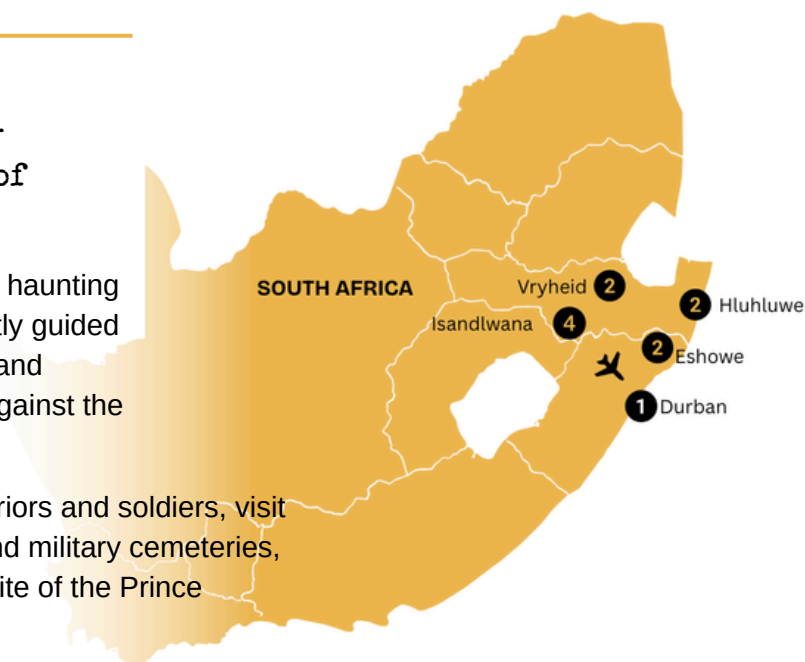 .
of
haunting
tly guided
and
gainst the
riors and soldiers, visit
nd military cemeteries,
ite of the Prince
SOUTH AFRICA
Vryheid 2
2 Hluhluwe
Isandlwana 4
2 Eshowe
1 Durban